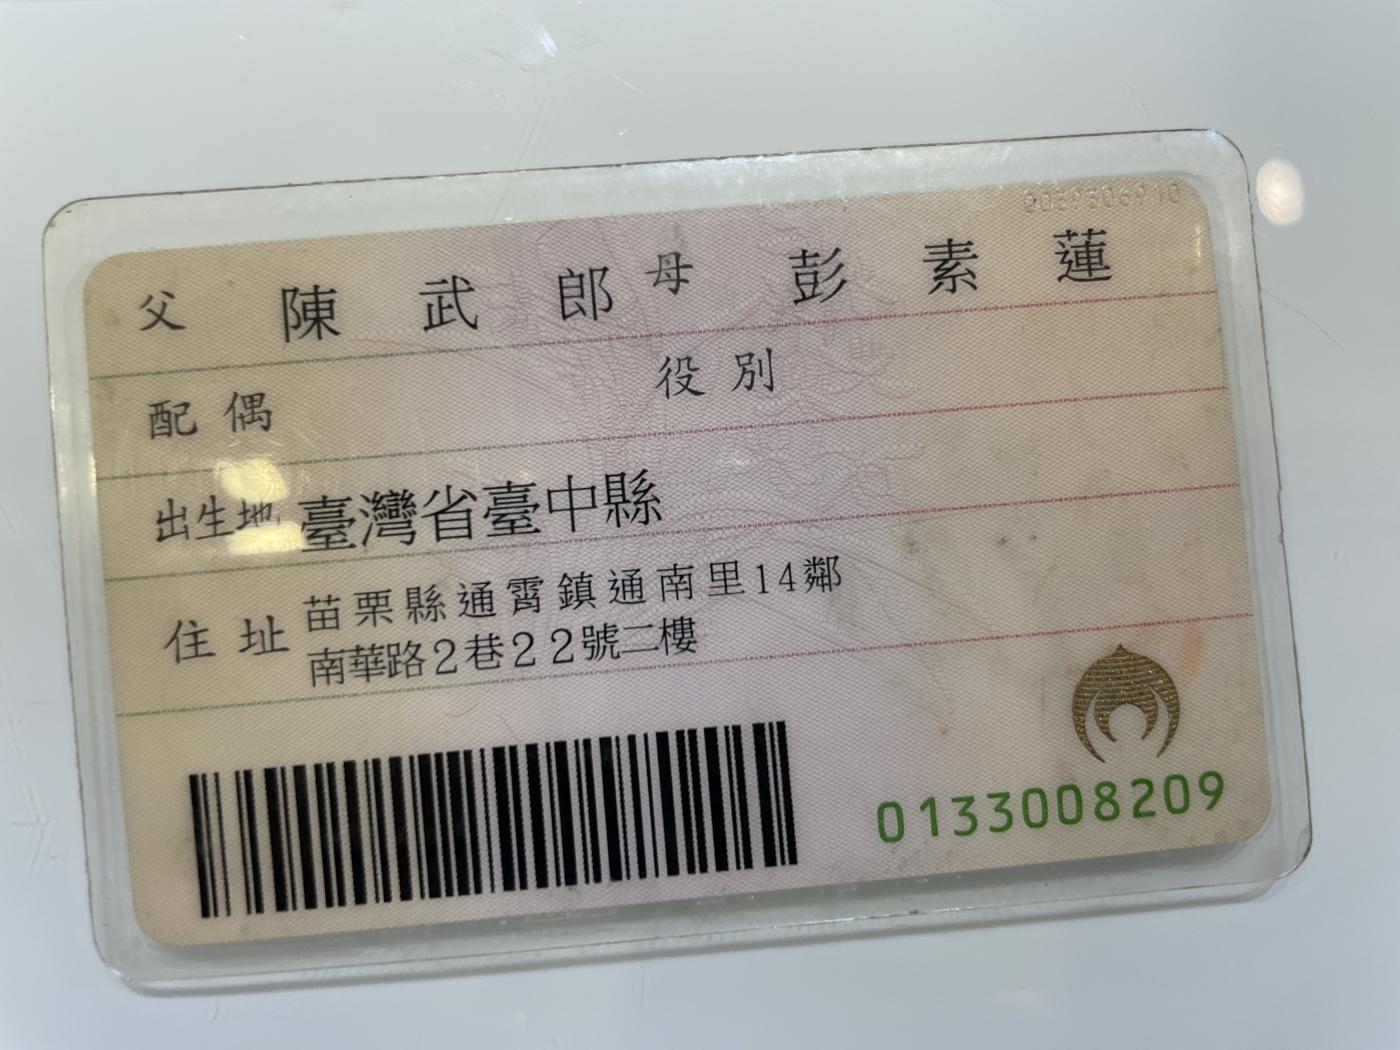 0039306910
父 陳武郎 母 彭素蓮
配偶 役別
出生地 臺灣省臺中縣
住址 苗栗縣通霄鎮通南里14鄰
南華路2巷22號二樓
0133008209